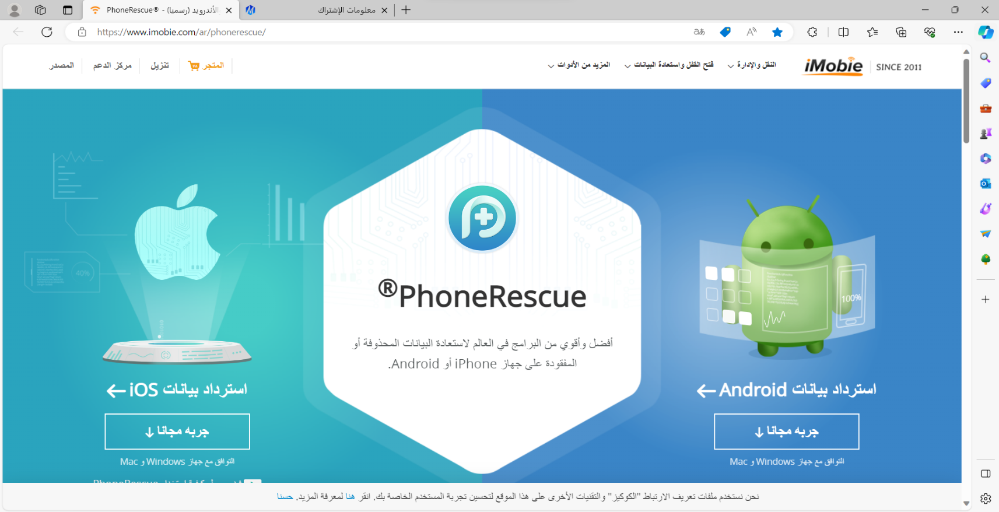 PhoneRescue® - الأندرويد (رسميًا)
معلومات الإشتراك
https://www.imobie.com/ar/phonerescue/
iMobie SINCE 2011
النقل والإدارة
فتح القفل واستعادة البيانات
المزيد من الأدوات
المتجر
تنزيل
مركز الدعم
المصدر
PhoneRescue®
أفضل وأقوي من البرامج في العالم لاستعادة البيانات المحذوفة أو
المفقودة على جهاز iPhone أو Android.
100%
استرداد بيانات Android
جربه مجانا
التوافق مع جهاز Windows و Mac
40%
استرداد بيانات iOS
جربه مجانا
التوافق مع جهاز Windows و Mac
نحن نستخدم ملفات تعريف الارتباط "الكوكيز" والتقنيات الأخرى على هذا الموقع لتحسين تجربة المستخدم الخاصة بك. انقر هنا لمعرفة المزيد. حسنا